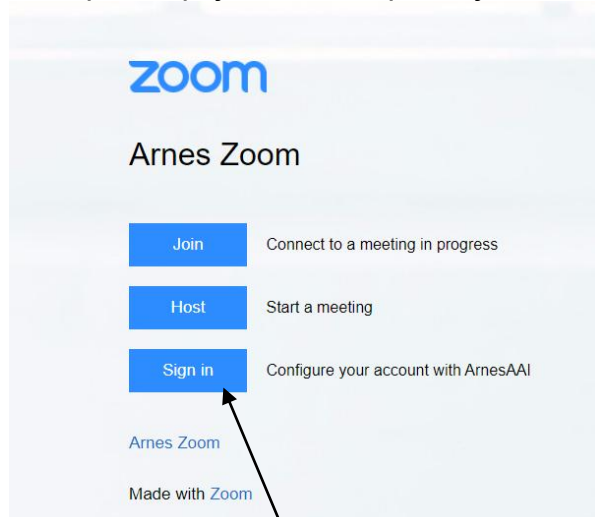 zoom
Arnes Zoom
Join Connect to a meeting in progress
Host Start a meeting
Sign in Configure your account with ArnesAAI
Arnes Zoom
Made with Zoom